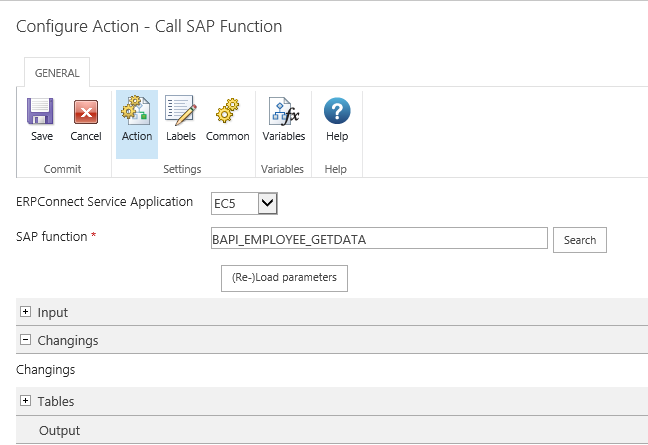 Configure Action - Call SAP Function
GENERAL
Save Cancel Action Labels Common Variables Help
Commit Settings Variables Help
ERPConnect Service Application EC5
SAP function * BAPI_EMPLOYEE_GETDATA Search
(Re-)Load parameters
Input
Changings
Changings
Tables
Output